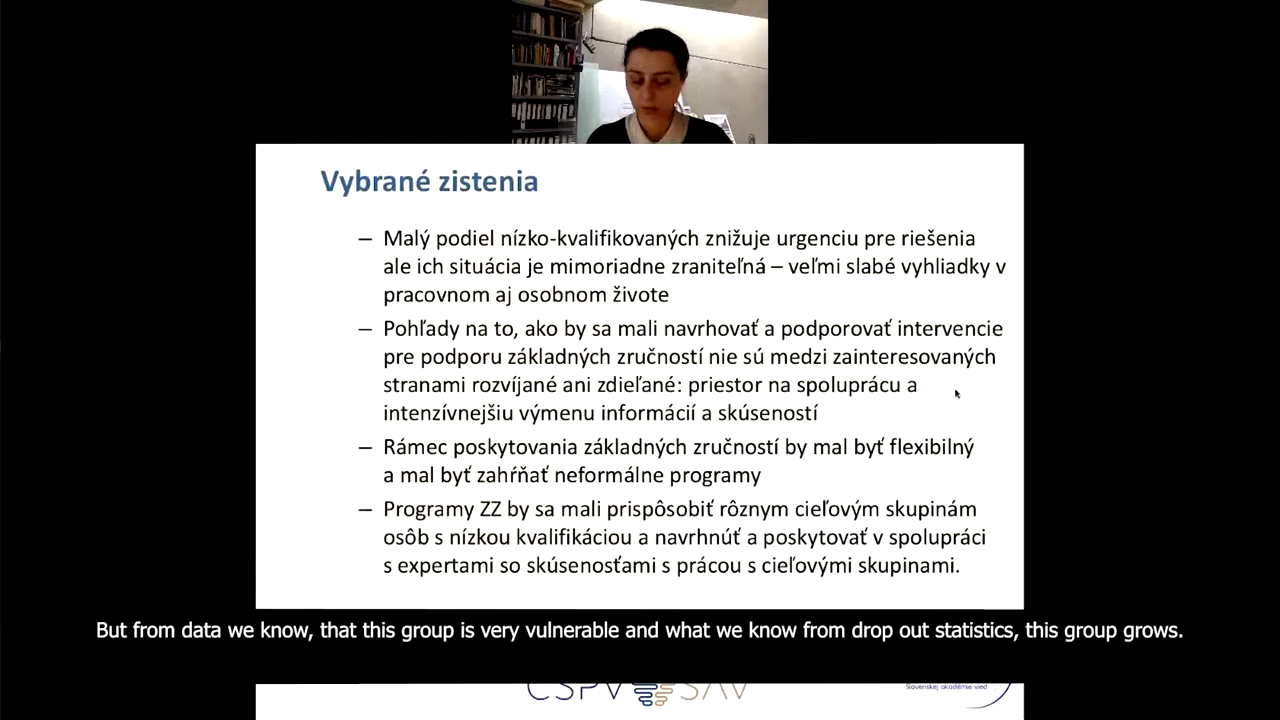 Vybrané zistenia
– Malý podiel nízko-kvalifikovaných znižuje urgenciu pre riešenia
ale ich situácia je mimoriadne zraniteľná – veľmi slabé vyhliadky v
pracovnom aj osobnom živote
– Pohľady na to, ako by sa mali navrhovať a podporovať intervencie
pre podporu základných zručností nie sú medzi zainteresovaných
stranami rozvíjané ani zdieľané: priestor na spoluprácu a
intenzívnejšiu výmenu informácií a skúseností
– Rámec poskytovania základných zručností by mal byť flexibilný
a mal byť zahŕňať neformálne programy
– Programy ZZ by sa mali prispôsobiť rôznym cieľovým skupinám
osôb s nízkou kvalifikáciou a navrhnúť a poskytovať v spolupráci
s expertami so skúsenosťami s prácou s cieľovými skupinami.
But from data we know, that this group is very vulnerable and what we know from drop out statistics, this group grows.
CSPV SAV
Slovenskej akadémie vied